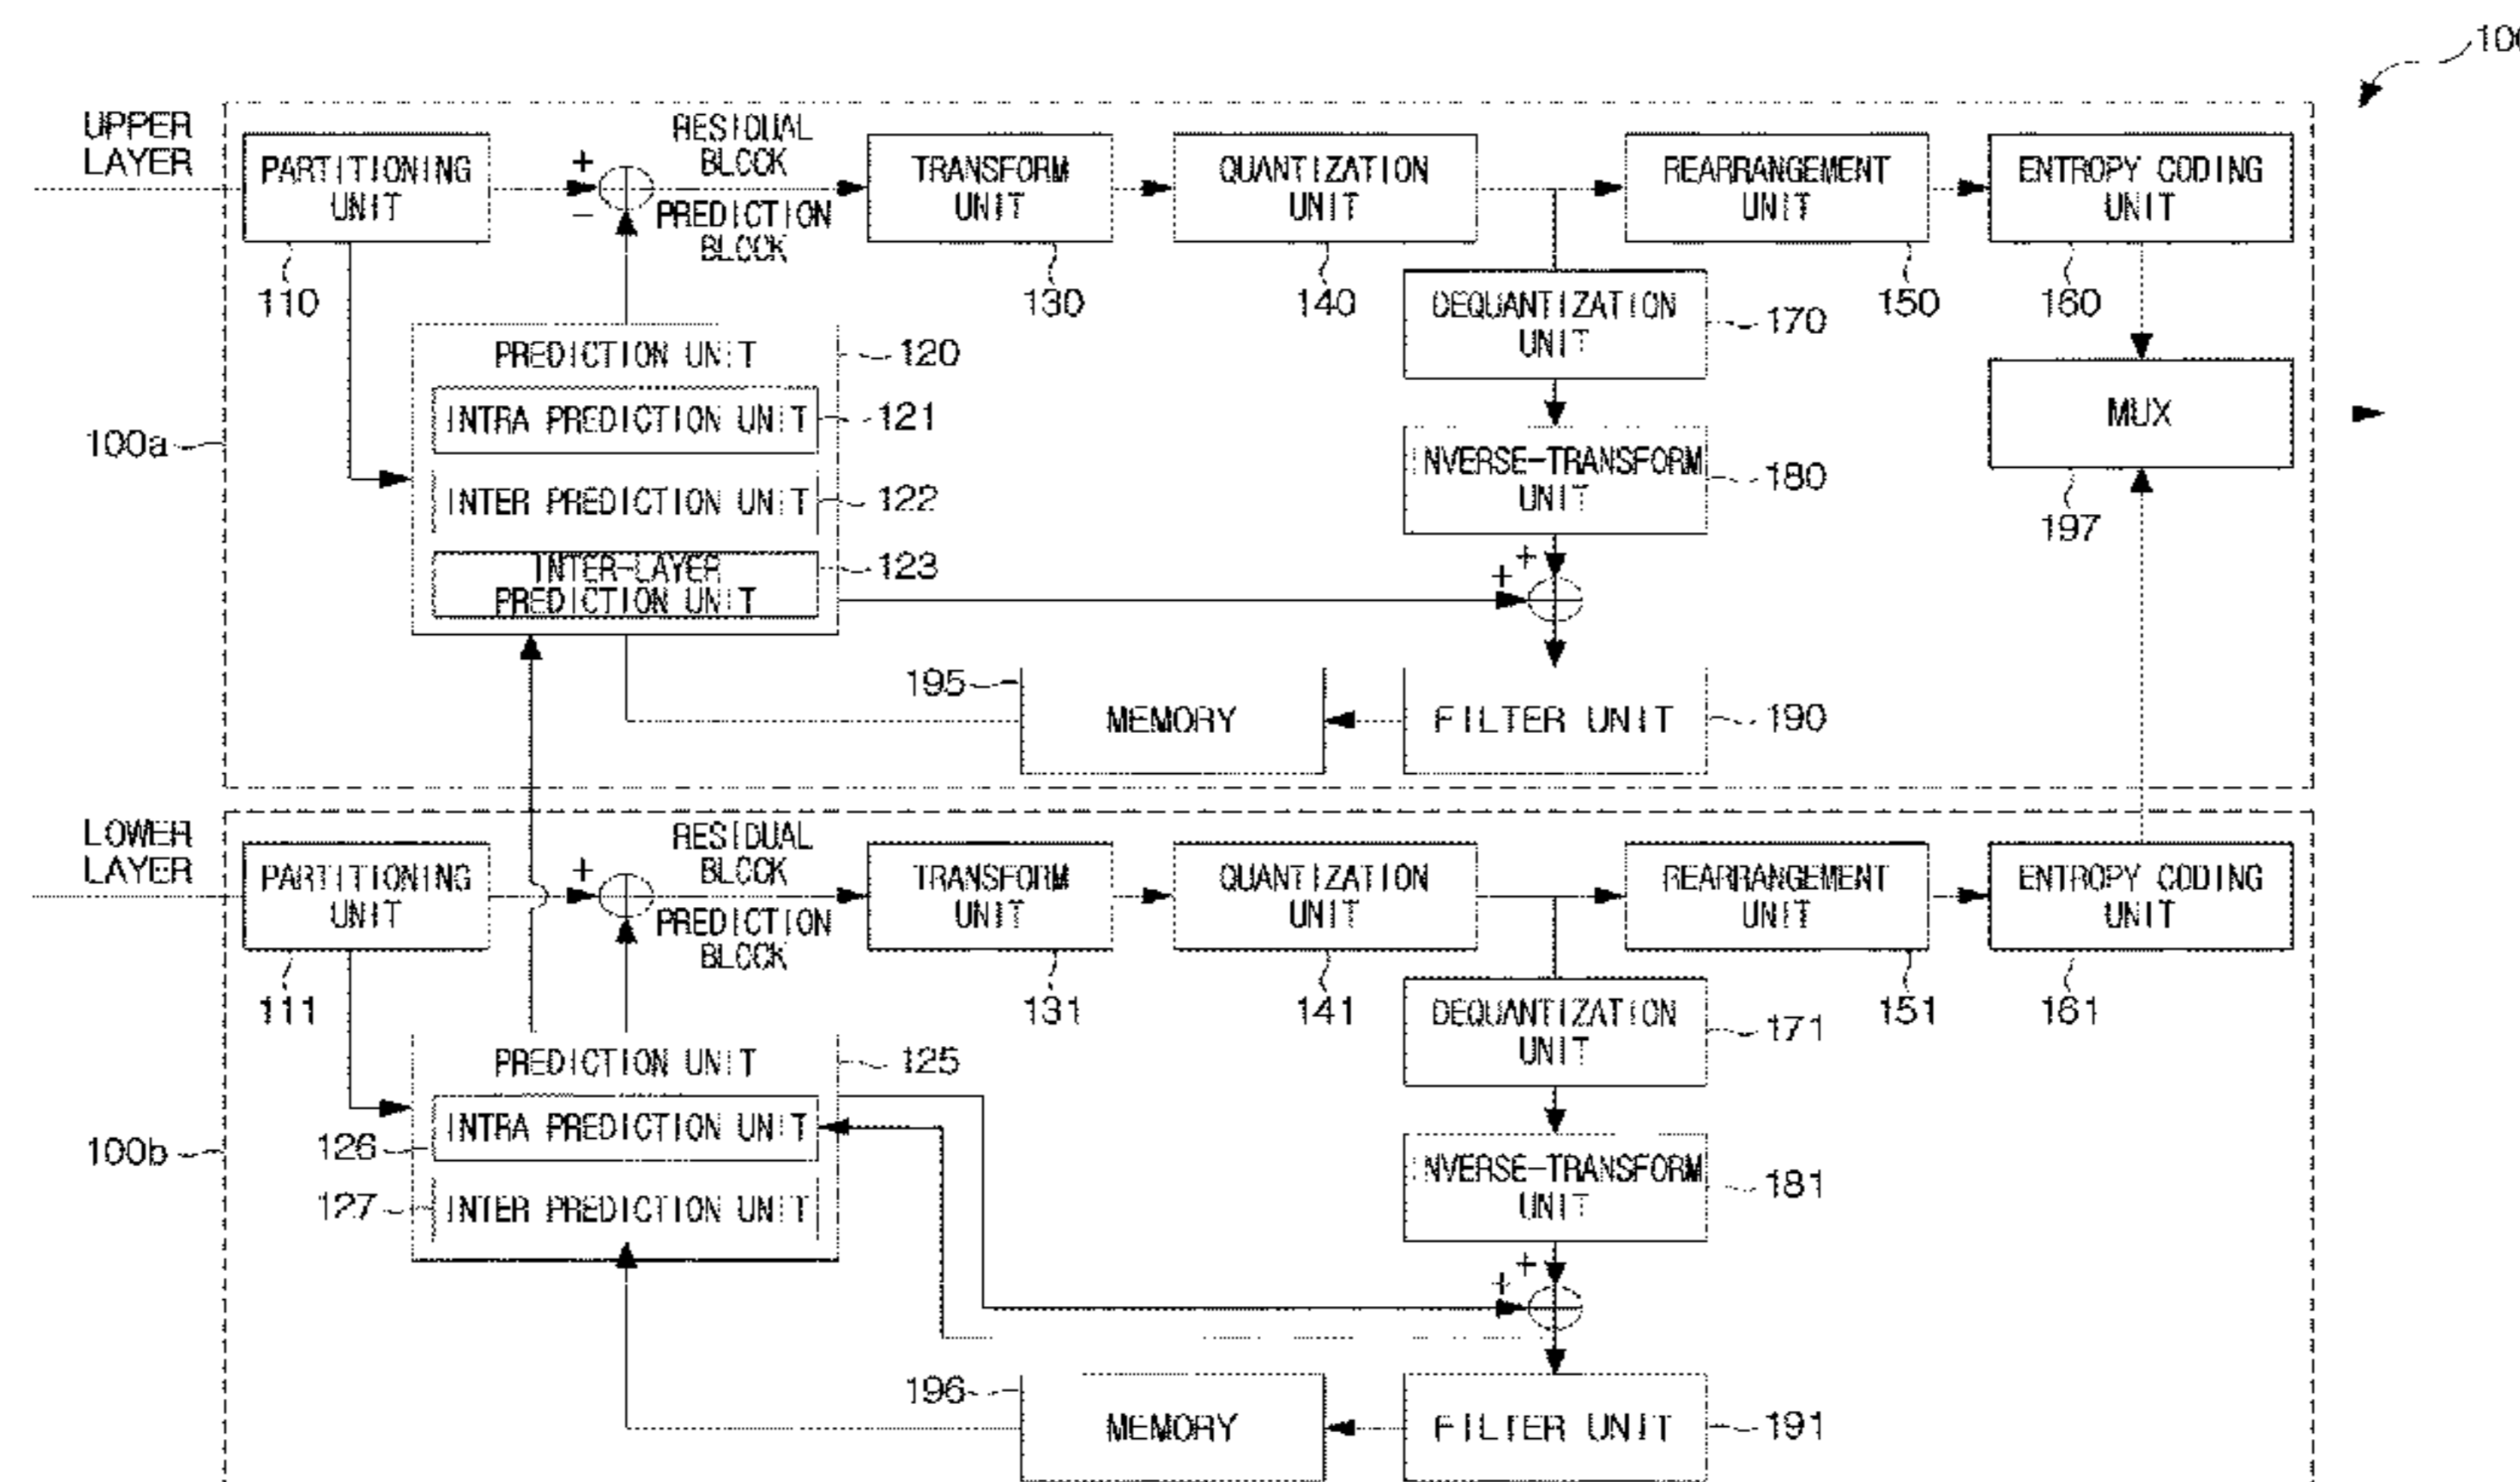 100
UPPER
LAYER
PARTITIONING
UNIT
110
+
−
RESIDUAL
BLOCK
PREDICTION
BLOCK
TRANSFORM
UNIT
130
QUANTIZATION
UNIT
140
REARRANGEMENT
UNIT
150
ENTROPY CODING
UNIT
160
DEQUANTIZATION
UNIT
170
PREDICTION UNIT
120
INTRA PREDICTION UNIT
121
INTER PREDICTION UNIT
122
INTER-LAYER
PREDICTION UNIT
123
100a
MUX
197
INVERSE-TRANSFORM
UNIT
180
+
+
195
MEMORY
FILTER UNIT
190
LOWER
LAYER
PARTITIONING
UNIT
111
+
RESIDUAL
BLOCK
PREDICTION
BLOCK
TRANSFORM
UNIT
131
QUANTIZATION
UNIT
141
REARRANGEMENT
UNIT
151
ENTROPY CODING
UNIT
161
DEQUANTIZATION
UNIT
171
PREDICTION UNIT
125
INTRA PREDICTION UNIT
126
INTER PREDICTION UNIT
127
100b
INVERSE-TRANSFORM
UNIT
181
+
+
196
MEMORY
FILTER UNIT
191